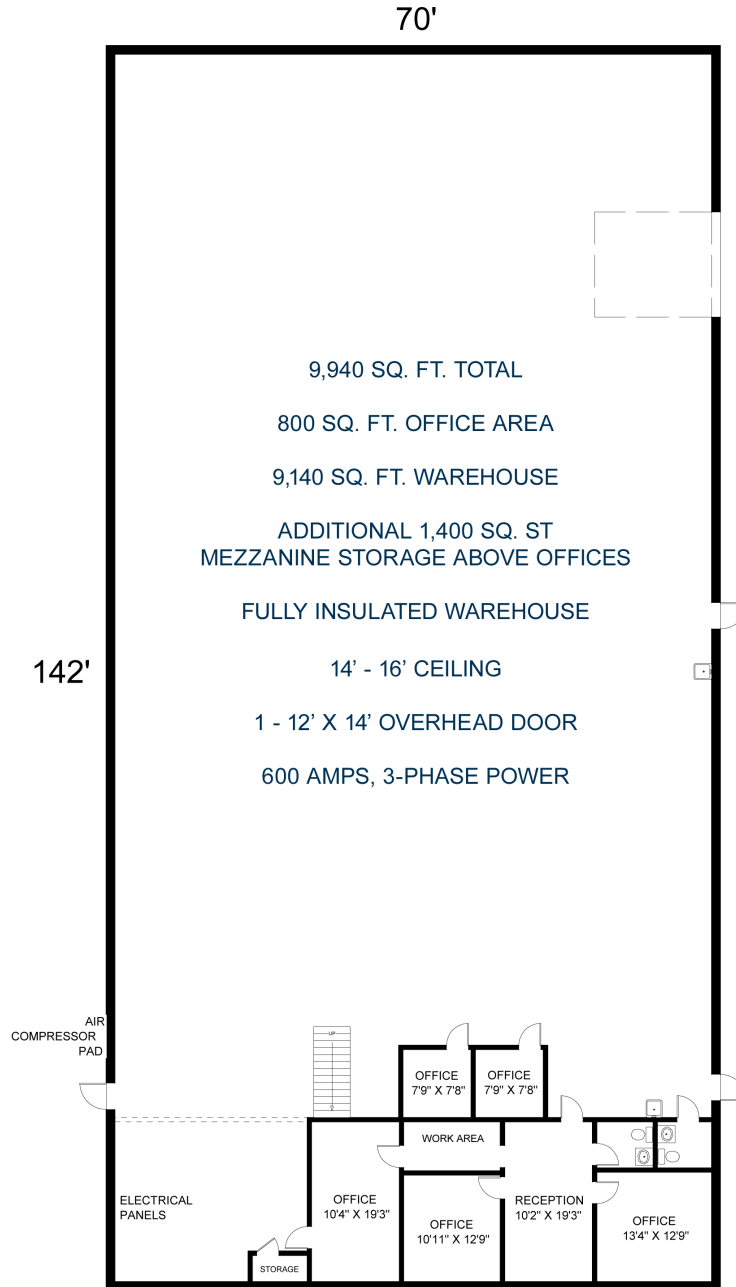 70'
9,940 SQ. FT. TOTAL
800 SQ. FT. OFFICE AREA
9,140 SQ. FT. WAREHOUSE
ADDITIONAL 1,400 SQ. ST
MEZZANINE STORAGE ABOVE OFFICES
FULLY INSULATED WAREHOUSE
142'
14’ - 16’ CEILING
1 - 12’ X 14’ OVERHEAD DOOR
600 AMPS, 3-PHASE POWER
AIR
COMPRESSOR
PAD
UP
OFFICE
7'9" X 7'8"
OFFICE
7'9" X 7'8"
WORK AREA
ELECTRICAL
PANELS
OFFICE
10'4" X 19'3"
OFFICE
10'11" X 12'9"
RECEPTION
10'2" X 19'3"
OFFICE
13'4" X 12'9"
STORAGE